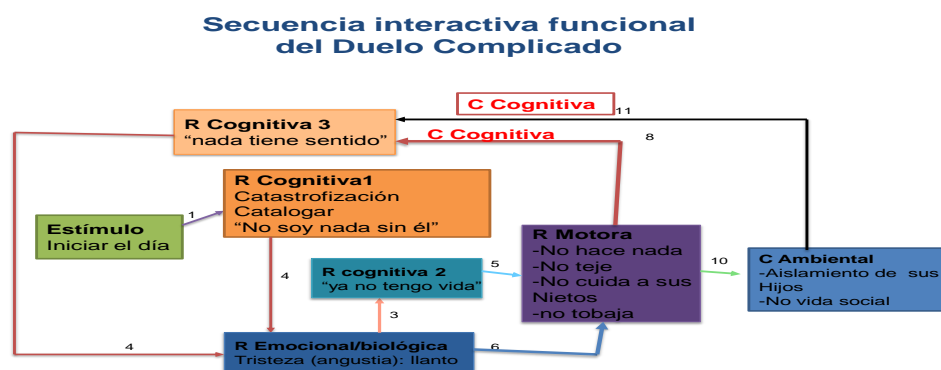 Secuencia interactiva funcional
del Duelo Complicado
C Cognitiva
11
R Cognitiva 3
“nada tiene sentido”
C Cognitiva
8
R Cognitiva1
Catastrofización
Catalogar
“No soy nada sin él”
1
Estímulo
Iniciar el día
R Motora
-No hace nada
-No teje
-No cuida a sus
Nietos
-no tobaja
10
C Ambiental
-Aislamiento de sus
Hijos
-No vida social
4
R cognitiva 2
“ya no tengo vida”
5
3
4
R Emocional/biológica
Tristeza (angustia): llanto
6